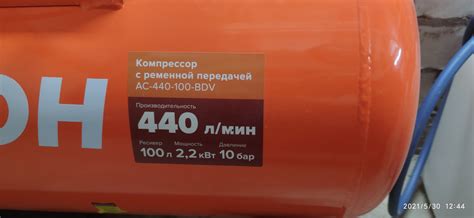 ОН
Компрессор
с ременной передачей
AC-440-100-BDV
Производительность
440 л/мин
Ресивер Мощность Давление
100 л 2,2 кВт 10 бар
2021/5/30 12:44